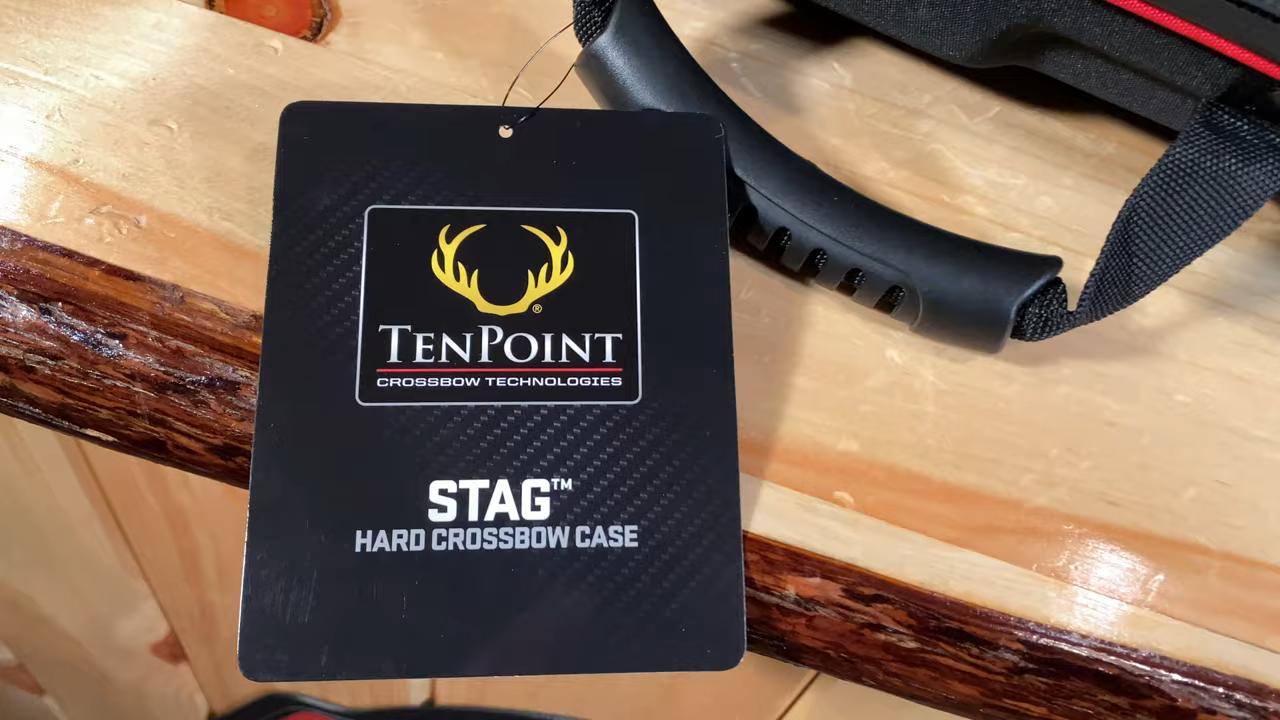 ®
TENPOINT
CROSSBOW TECHNOLOGIES
STAG™
HARD CROSSBOW CASE